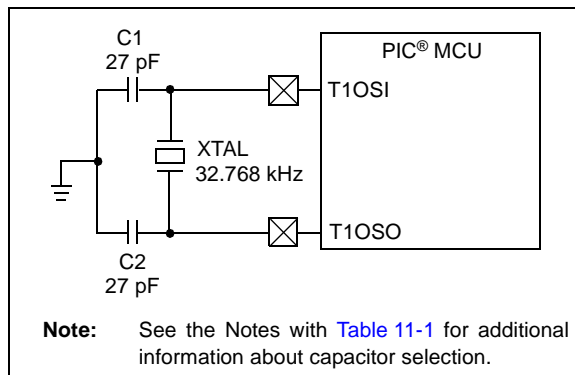 C1
27 pF
PIC® MCU
T1OSI
XTAL
32.768 kHz
T1OSO
C2
27 pF
Note: See the Notes with Table 11-1 for additional
information about capacitor selection.